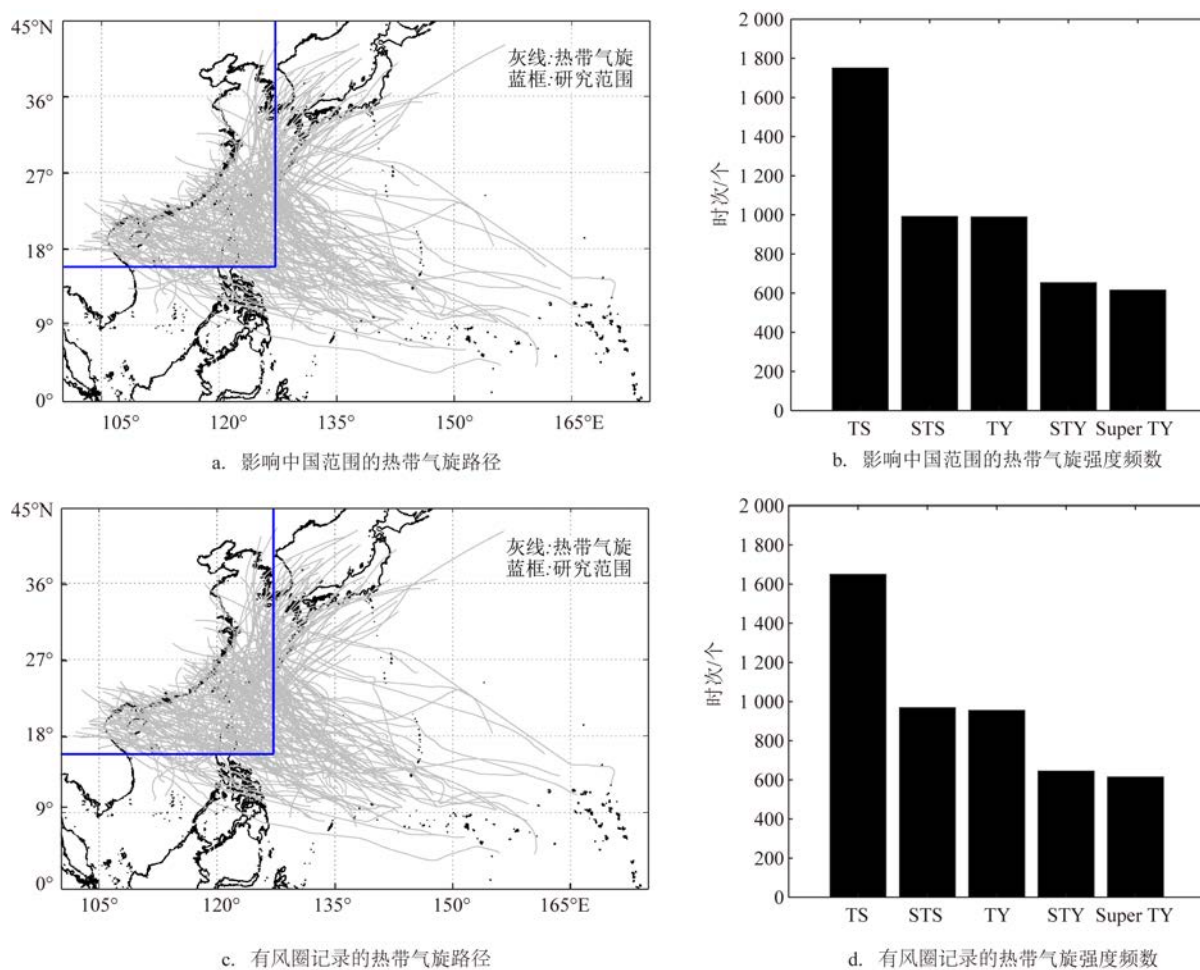 45°N
36°
27°
18°
9°
0°
105°
120°
135°
150°
165°E
灰线:热带气旋
蓝框:研究范围
a. 影响中国范围的热带气旋路径
2 000
1 800
1 600
1 400
1 200
1 000
800
600
400
200
0
时次/个
TS STS TY STY Super TY
b. 影响中国范围的热带气旋强度频数
45°N
36°
27°
18°
9°
0°
105°
120°
135°
150°
165°E
灰线:热带气旋
蓝框:研究范围
c. 有风圈记录的热带气旋路径
2 000
1 800
1 600
1 400
1 200
1 000
800
600
400
200
0
时次/个
TS STS TY STY Super TY
d. 有风圈记录的热带气旋强度频数